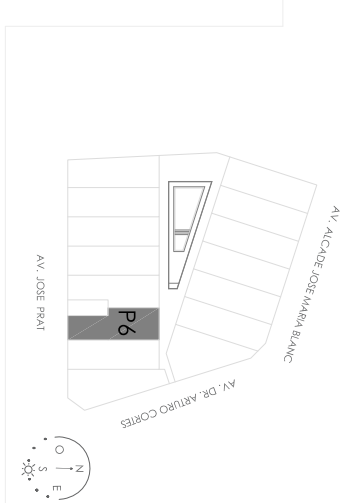 AV. ALCADE JOSE MARIA BLANC
AV. JOSE PRAT
P6
AV. DR. ARTURO CORTES
O
N
S
E